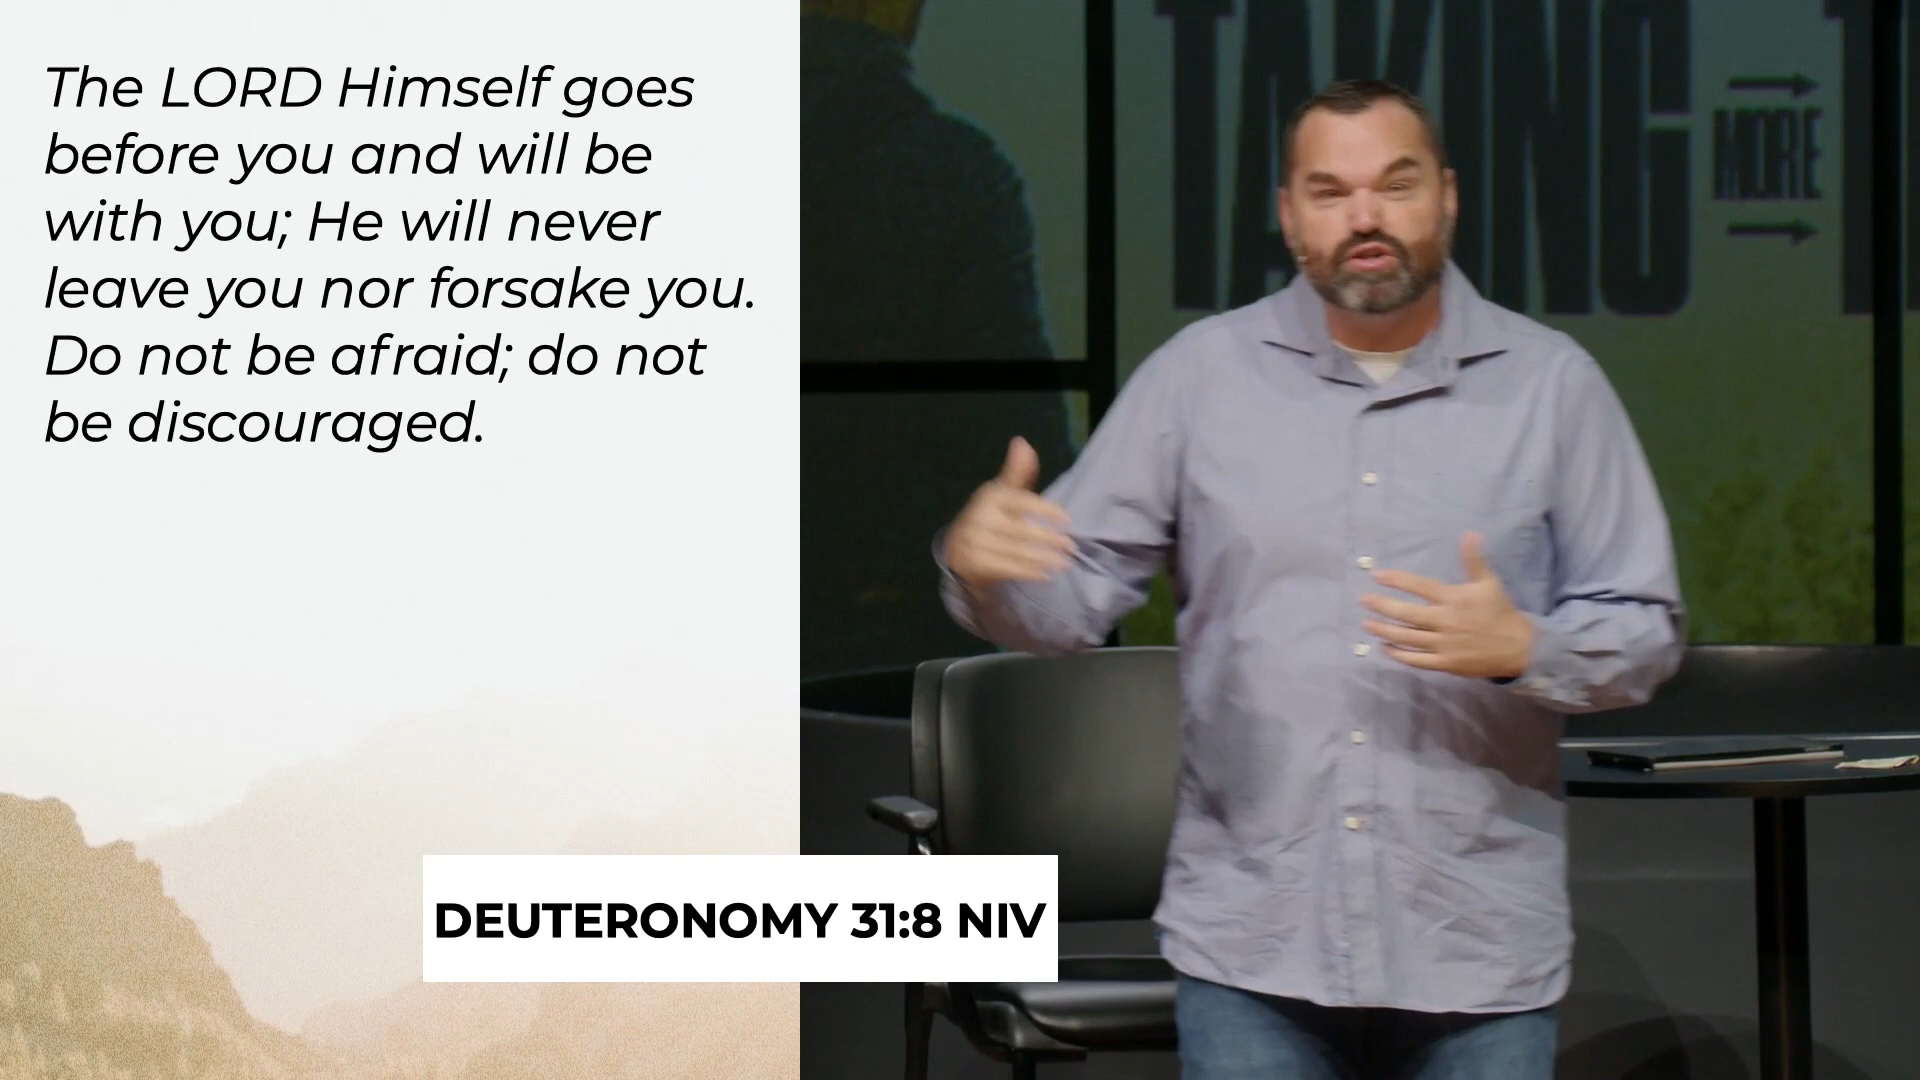 The LORD Himself goes
before you and will be
with you; He will never
leave you nor forsake you.
Do not be afraid; do not
be discouraged.
DEUTERONOMY 31:8 NIV
TAKING
MORE